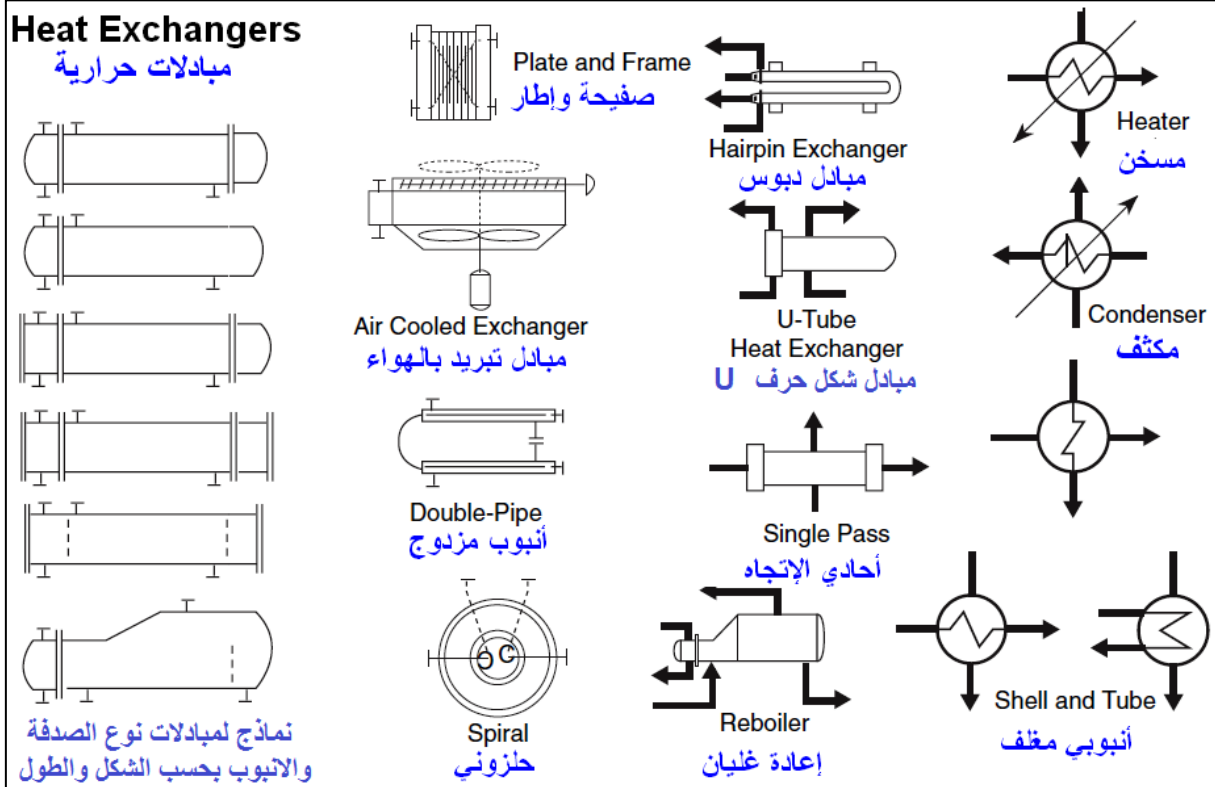 Heat Exchangers
مبادلات حرارية
نماذج لمبادلات نوع الصدفة
والانبوب بحسب الشكل والطول
Plate and Frame
صفيحة وإطار
Air Cooled Exchanger
مبادل تبريد بالهواء
Double-Pipe
أنبوب مزدوج
Spiral
حلزوني
Hairpin Exchanger
مبادل دبوس
U-Tube
Heat Exchanger
مبادل شكل حرف U
Single Pass
أحادي الإتجاه
Reboiler
إعادة غليان
Heater
مسخن
Condenser
مكثف
Shell and Tube
أنبوبي مغلف